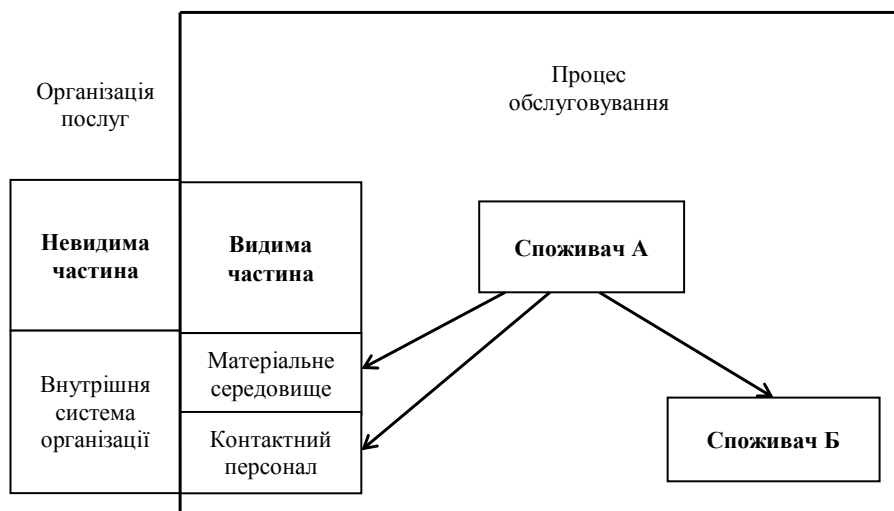 Процес
обслуговування
Організація
послуг
Невидима
частина
Видима
частина
Споживач А
Матеріальне
середовище
Внутрішня
система
організації
Контактний
персонал
Споживач Б